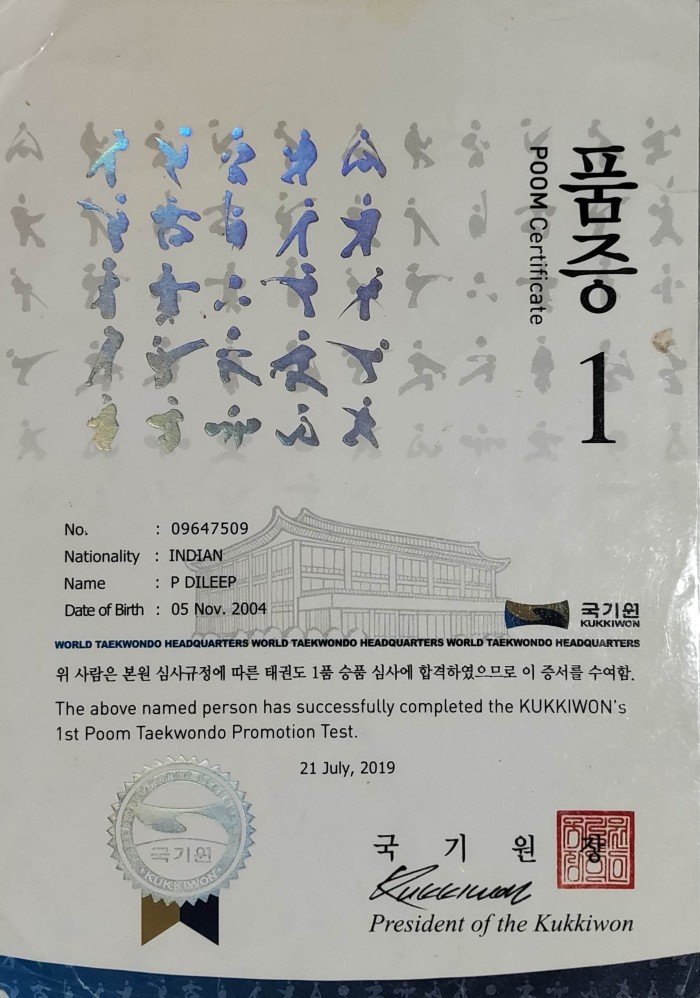 품증
POOM Certificate
1
No. : 09647509
Nationality : INDIAN
Name : P DILEEP
Date of Birth : 05 Nov. 2004
국기원
KUKKIWON
WORLD TAEKWONDO HEADQUARTERS WORLD TAEKWONDO HEADQUARTERS WORLD TAEKWONDO HEADQUARTERS
위 사람은 본원 심사규정에 따른 태권도 1품 승품 심사에 합격하였으므로 이 증서를 수여함.
The above named person has successfully completed the KUKKIWON's
1st Poom Taekwondo Promotion Test.
21 July, 2019
국기원
KUKKIWON
국 기 원 장
Kukkiwon
President of the Kukkiwon